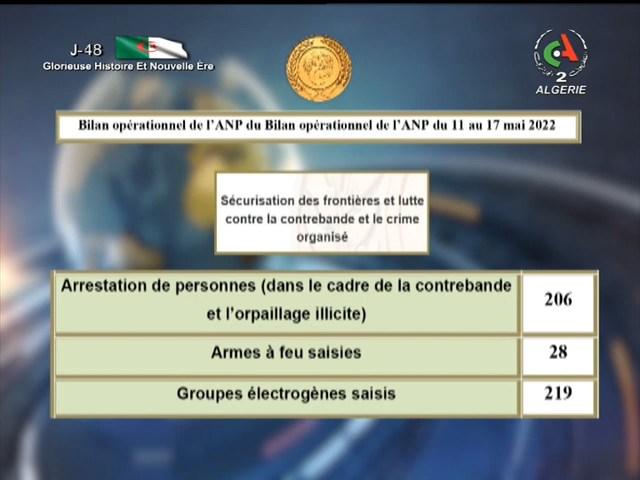 J-48
Glorieuse Histoire Et Nouvelle Ère
2
ALGERIE
Bilan opérationnel de l'ANP du Bilan opérationnel de l'ANP du 11 au 17 mai 2022
Sécurisation des frontières et lutte
contre la contrebande et le crime
organisé
Arrestation de personnes (dans le cadre de la contrebande
et l'orpaillage illicite)
206
Armes à feu saisies
28
Groupes électrogènes saisis
219